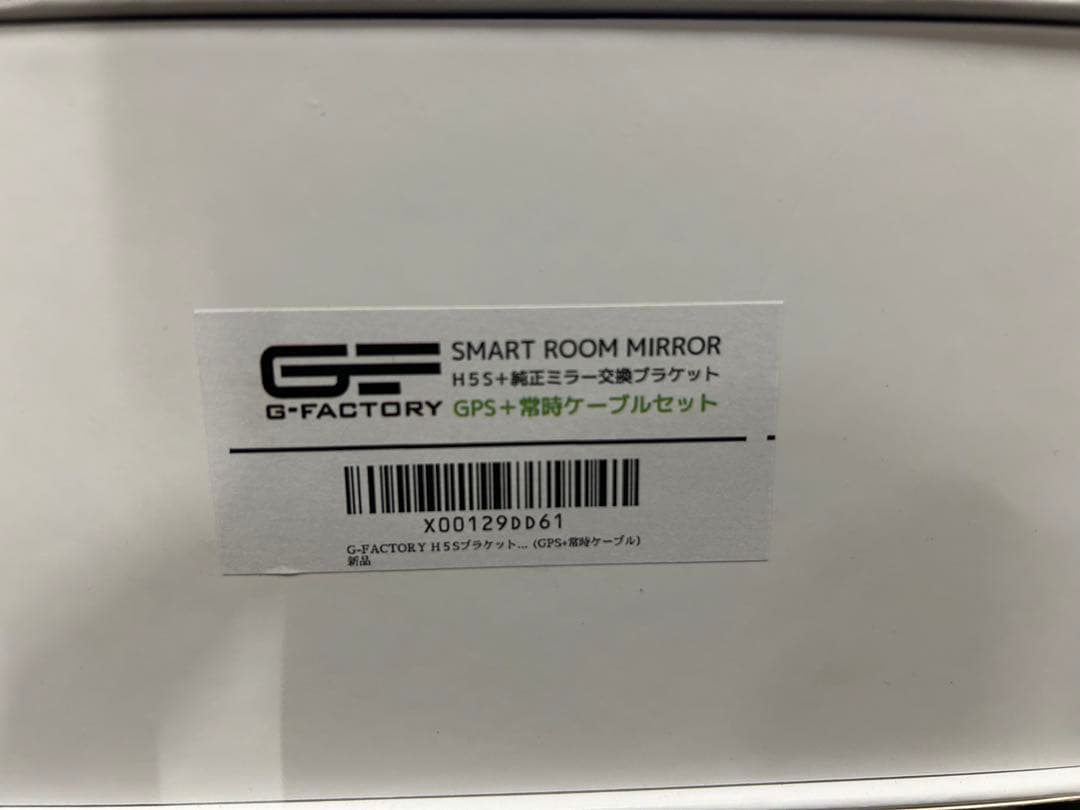 GF
SMART ROOM MIRROR
H5S+純正ミラー交換ブラケット
G-FACTORY
GPS+常時ケーブルセット
X00129DD61
G-FACTORY H5Sブラケット... (GPS+常時ケーブル)
新品